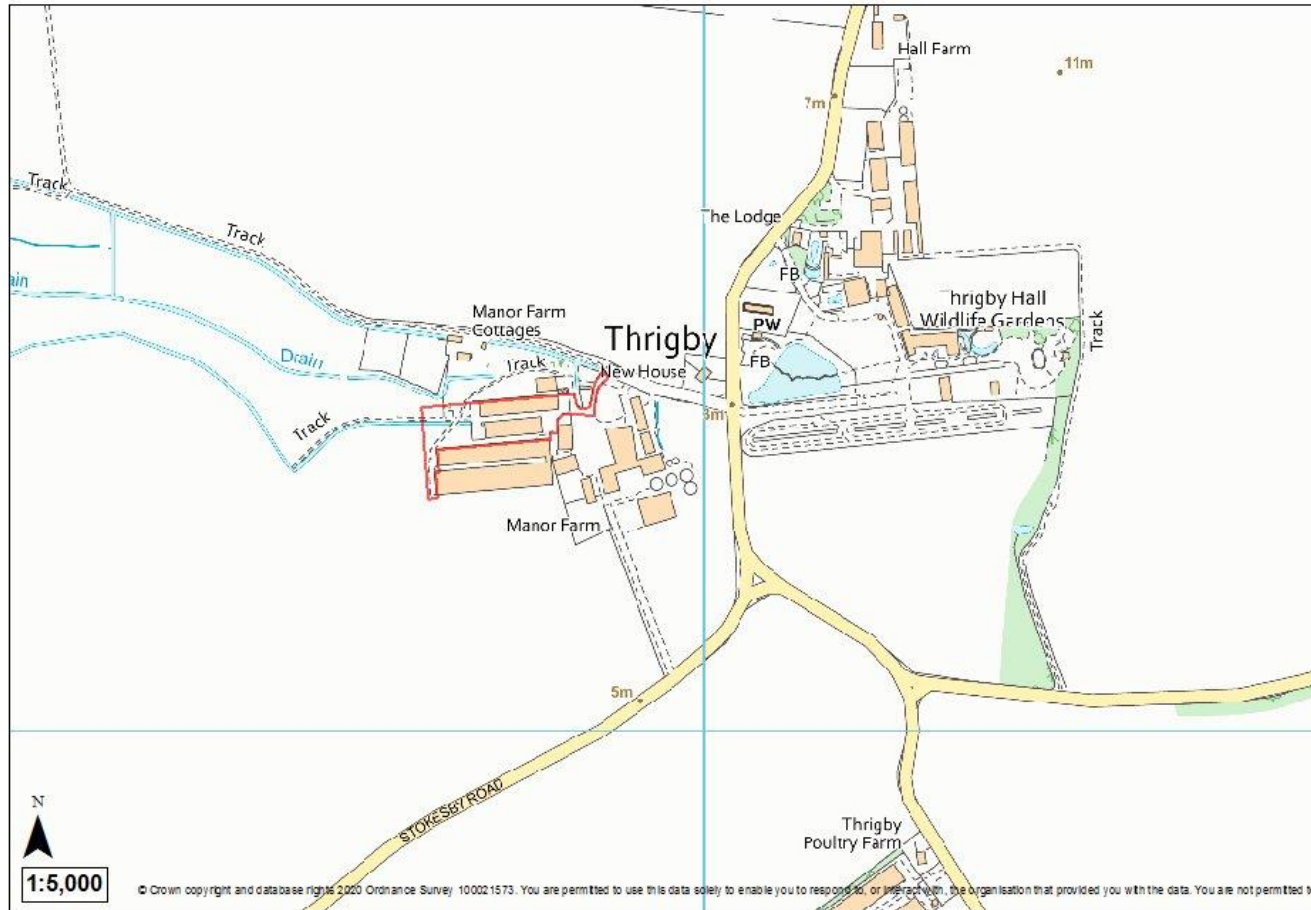 Hall Farm
11m
7m
Track
Track
The Lodge
FB
Thrigby Hall
Wildlife Gardens
Track
Manor Farm
Cottages
Thrigby
PW
FB
Drain
Track
New House
Track
Manor Farm
5m
STOKESBY ROAD
Thrigby
Poultry Farm
N
1:5,000
© Crown copyright and database rights 2020 Ordnance Survey 100021573. You are permitted to use this data solely to enable you to respond to, or interact with, the organisation that provided you with the data. You are not permitted